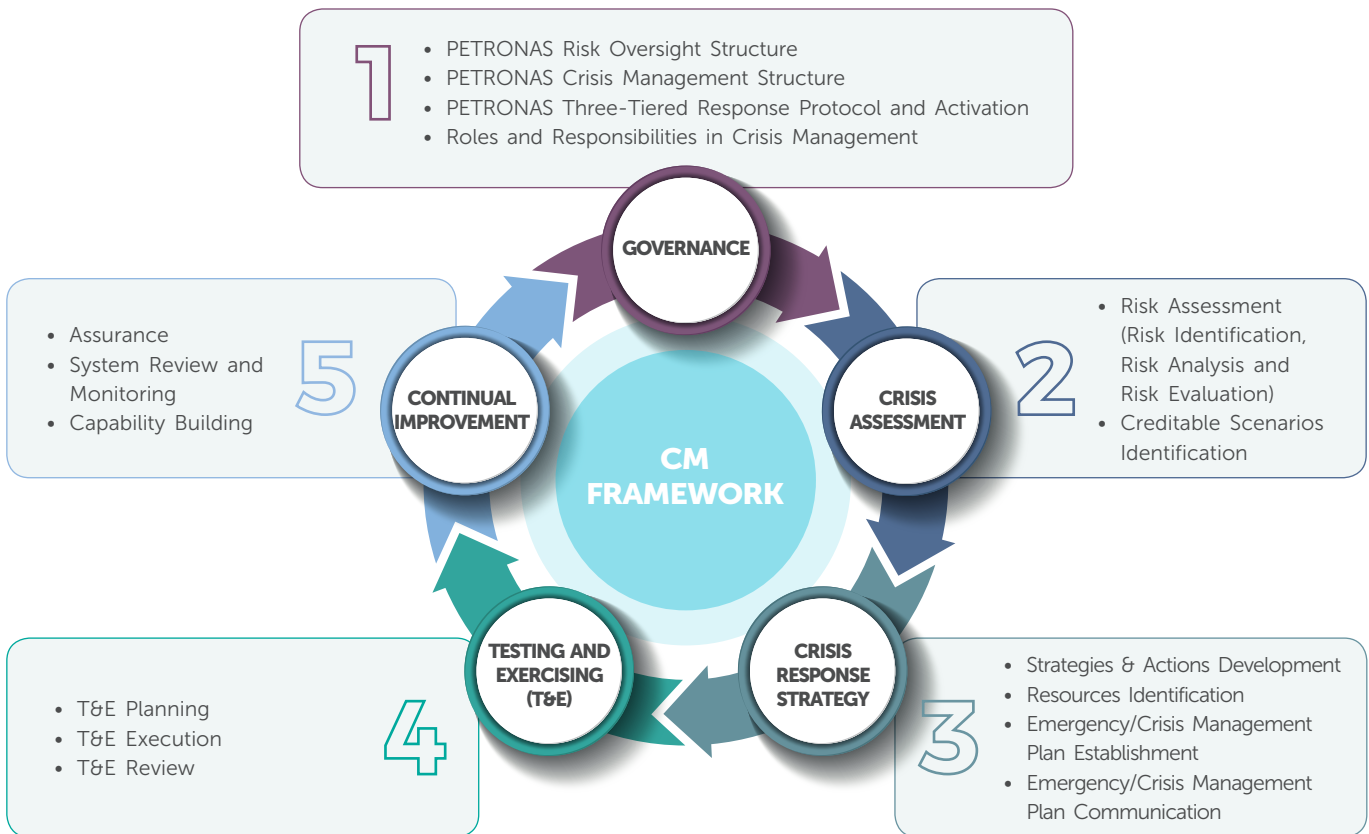 1
• PETRONAS Risk Oversight Structure
• PETRONAS Crisis Management Structure
• PETRONAS Three-Tiered Response Protocol and Activation
• Roles and Responsibilities in Crisis Management
GOVERNANCE
2
• Risk Assessment
(Risk Identification,
Risk Analysis and
Risk Evaluation)
• Creditable Scenarios
Identification
CRISIS
ASSESSMENT
3
• Strategies & Actions Development
• Resources Identification
• Emergency/Crisis Management
Plan Establishment
• Emergency/Crisis Management
Plan Communication
CRISIS
RESPONSE
STRATEGY
4
• T&E Planning
• T&E Execution
• T&E Review
TESTING AND
EXERCISING
(T&E)
5
• Assurance
• System Review and
Monitoring
• Capability Building
CONTINUAL
IMPROVEMENT
CM
FRAMEWORK